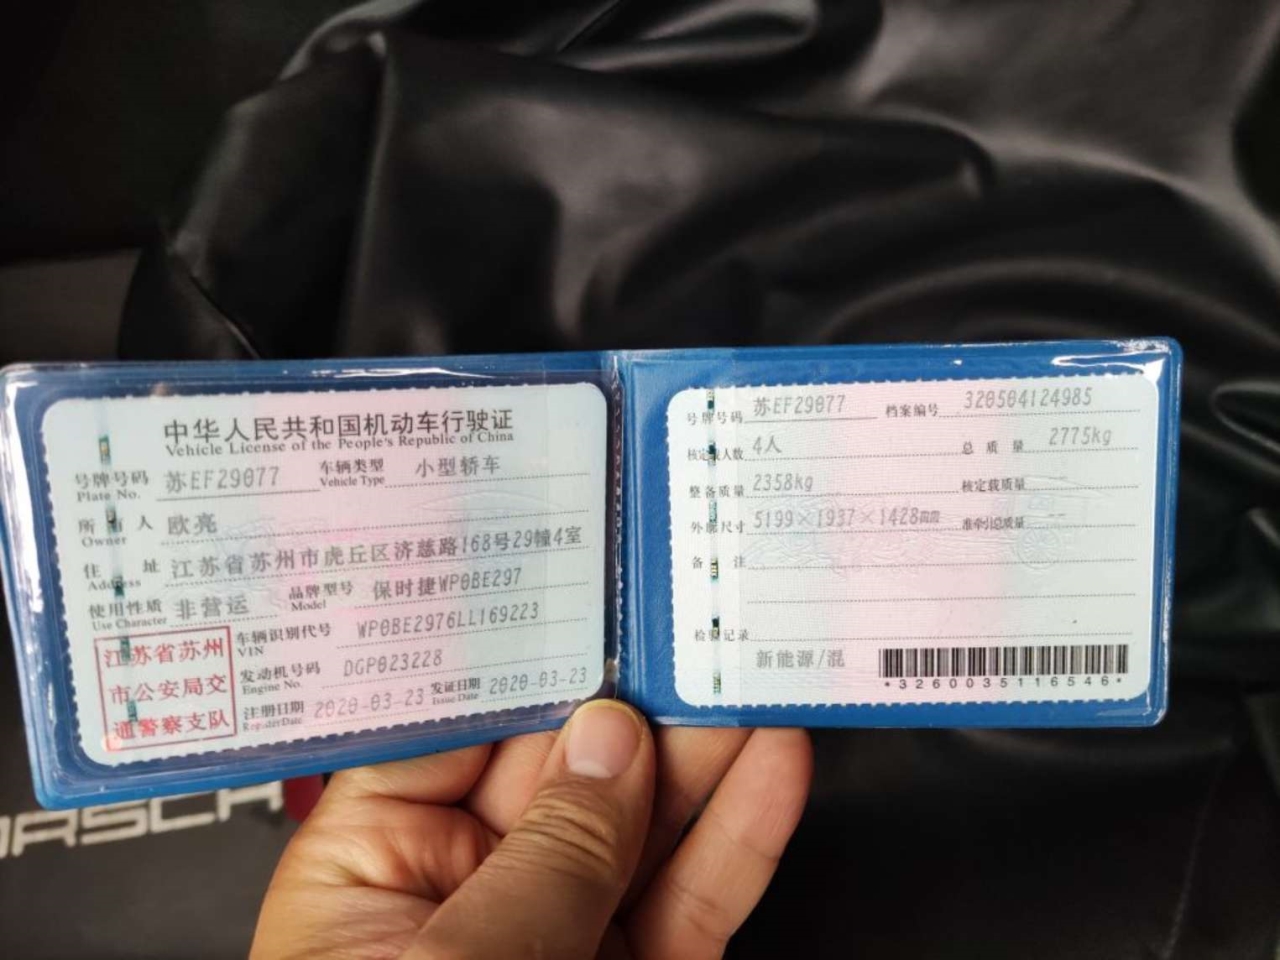 中华人民共和国机动车行驶证
Vehicle License of the People's Republic of China
号牌号码 苏EF29077 车辆类型 小型轿车
Plate No. Vehicle Type
所有人 欧亮
Owner
住址 江苏省苏州市虎丘区济慈路168号29幢4室
Address
使用性质 非营运 品牌型号 保时捷WP0BE297
Use Character Model
江苏省苏州
市公安局交
通警察支队
车辆识别代号 WP0BE2976LL169223
VIN
发动机号码 DGP023228
Engine No.
注册日期 2020-03-23 发证日期 2020-03-23
Register Date Issue Date
号牌号码 苏EF29077 档案编号 320504124985
核定载人数 4人 总质量 2775kg
整备质量 2358kg 核定载质量 --
外廓尺寸 5199×1937×1428mm 准牵引总质量 --
备注
检验记录
新能源/混
*3260035116546*